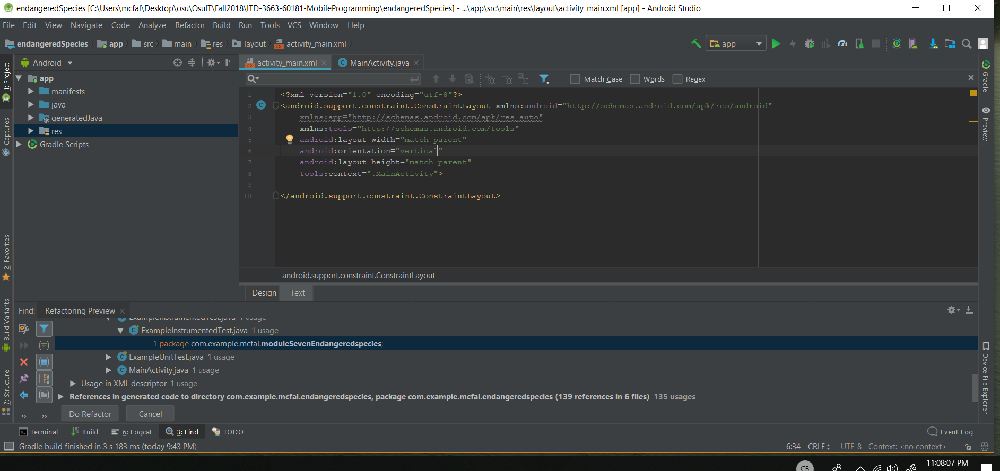 endangeredSpecies [C:\Users\mcfal\Desktop\osu\OsuIT\Fall2018\ITD-3663-60181-MobileProgramming\endangeredSpecies] - ...\app\src\main\res\layout\activity_main.xml [app] - Android Studio
File Edit View Navigate Code Analyze Refactor Build Run Tools VCS Window Help
endangeredSpecies app src main res layout activity_main.xml app
Android
activity_main.xml MainActivity.java
1: Project
Captures
2: Favorites
Build Variants
7: Structure
app
manifests
java
generatedJava
res
Gradle Scripts
Match Case Words Regex
1 <?xml version="1.0" encoding="utf-8"?>
2 <android.support.constraint.ConstraintLayout xmlns:android="http://schemas.android.com/apk/res/android"
3 xmlns:app="http://schemas.android.com/apk/res-auto"
4 xmlns:tools="http://schemas.android.com/tools"
5 android:layout_width="match_parent"
6 android:orientation="vertical"
7 android:layout_height="match_parent"
8 tools:context=".MainActivity">
9
10 </android.support.constraint.ConstraintLayout>
android.support.constraint.ConstraintLayout
Design Text
Gradle
Preview
Device File Explorer
Find: Refactoring Preview
ExampleInstrumentedTest.java 1 usage
ExampleInstrumentedTest.java 1 usage
1 package com.example.mcfal.moduleSevenEndangeredspecies;
ExampleUnitTest.java 1 usage
MainActivity.java 1 usage
Usage in XML descriptor 1 usage
References in generated code to directory com.example.mcfal.endangeredspecies, package com.example.mcfal.endangeredspecies (139 references in 6 files) 135 usages
Do Refactor Cancel
Terminal Build 6: Logcat 3: Find TODO Event Log
Gradle build finished in 3 s 183 ms (today 9:43 PM) 6:34 CRLF UTF-8 Context: <no context>
CB 11:08:07 PM